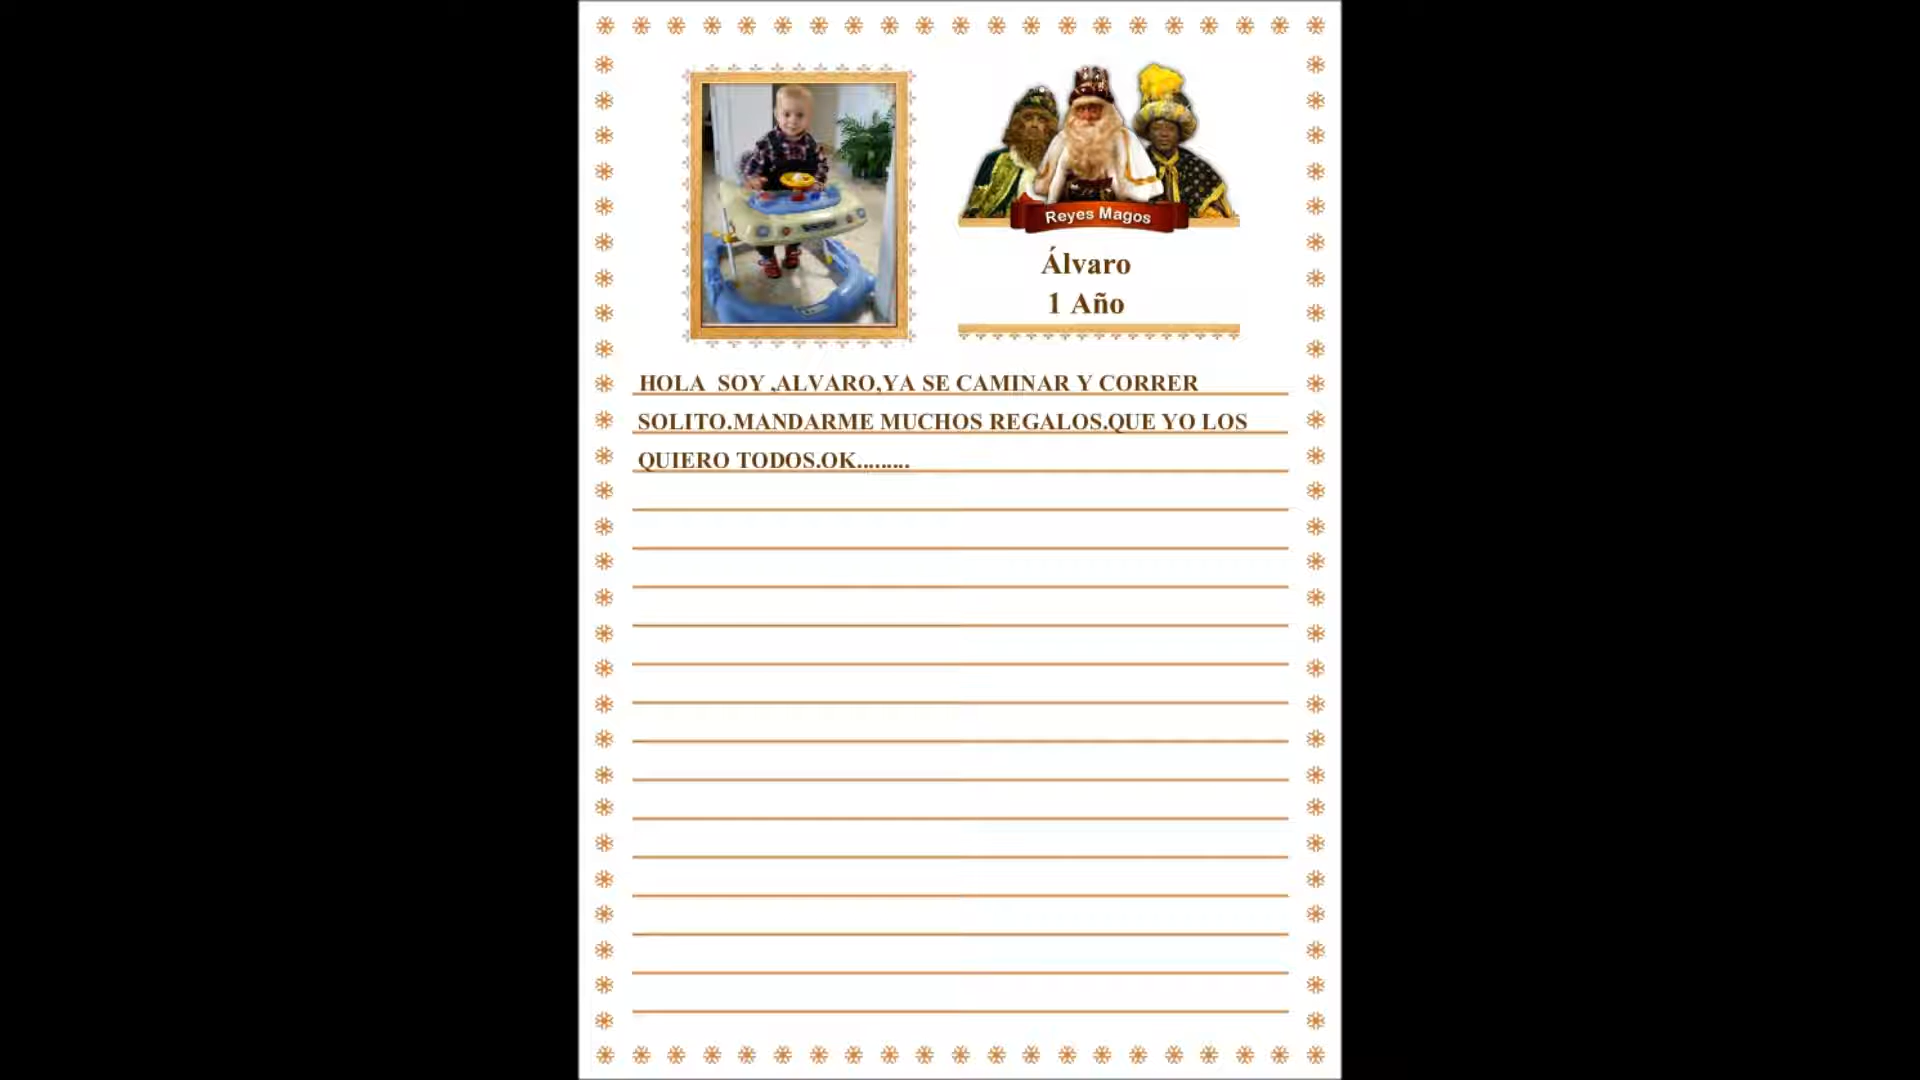 Reyes Magos
Álvaro
1 Año
HOLA  SOY ,ALVARO,YA SE CAMINAR Y CORRER
SOLITO.MANDARME MUCHOS REGALOS.QUE YO LOS
QUIERO TODOS.OK.........